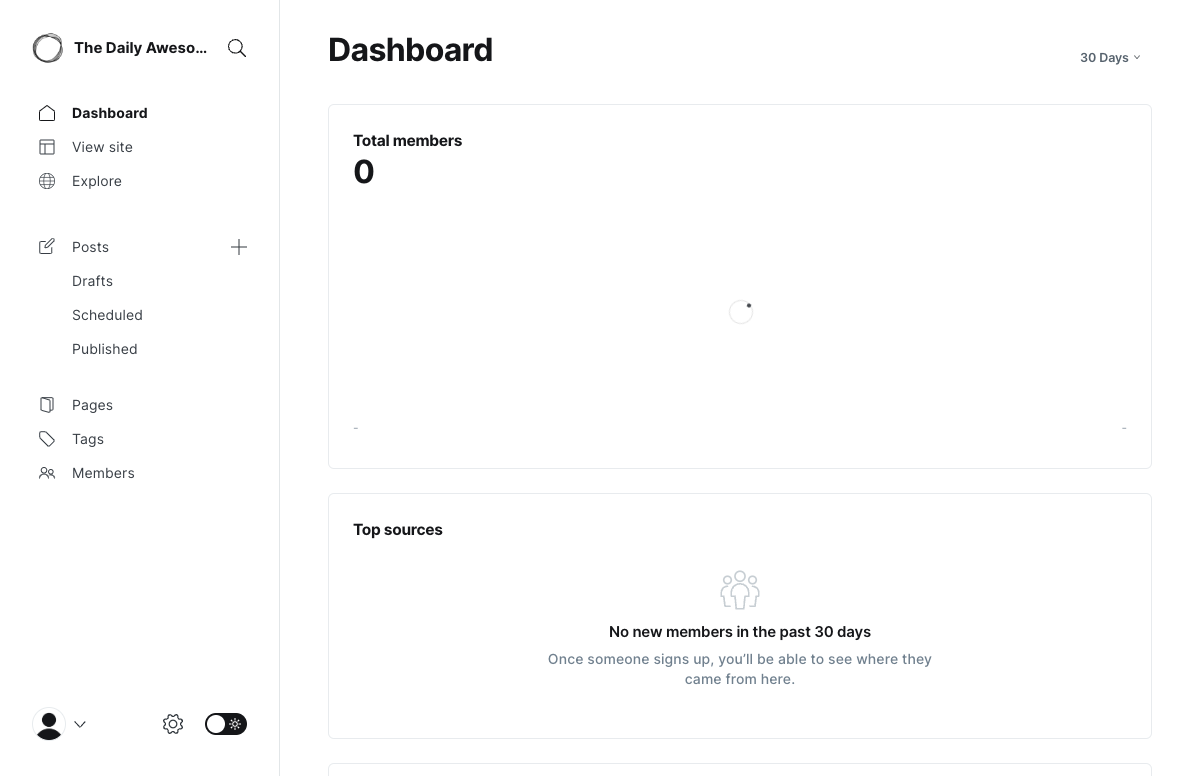 The Daily Aweso...
Dashboard
View site
Explore
Posts
Drafts
Scheduled
Published
Pages
Tags
Members
Dashboard
30 Days
Total members
0
- -
Top sources
No new members in the past 30 days
Once someone signs up, you'll be able to see where they
came from here.